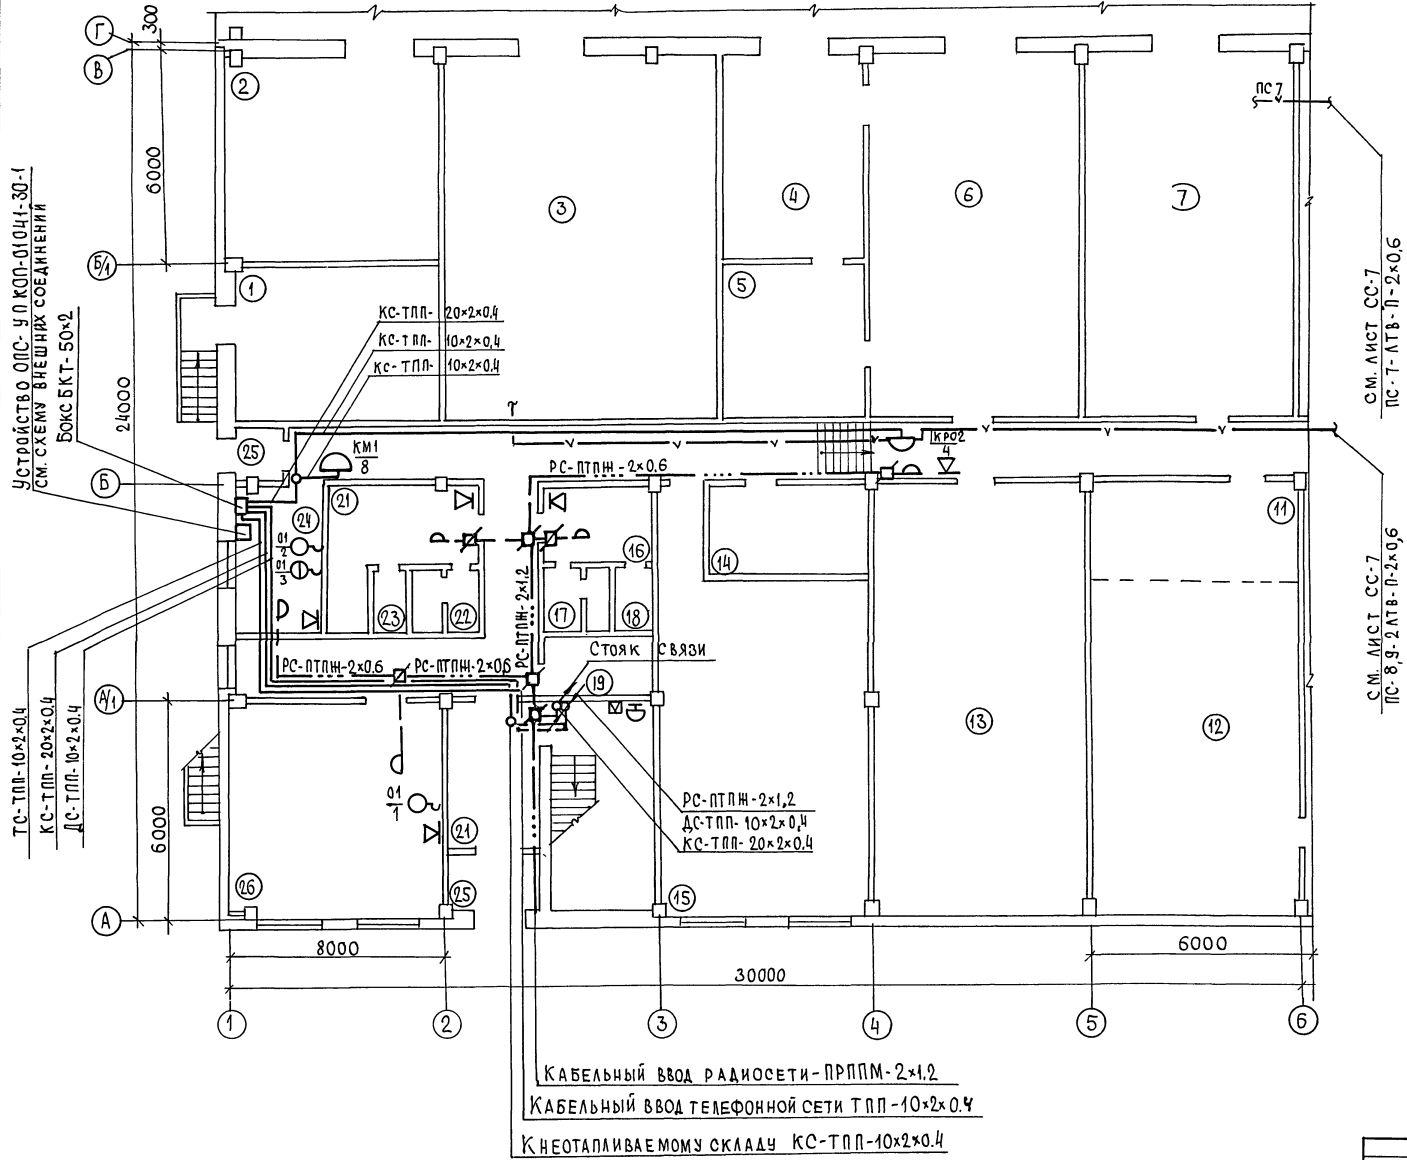 Г
300
В
2
6000
Б/1
1
3
4
5
6
7
ПС 7
СМ. ЛИСТ СС-7
ПС-7-ЛТВ-П-2×0,6
УСТРОЙСТВО ОПС-УП КОП-01041-30-1
СМ. СХЕМУ ВНЕШНИХ СОЕДИНЕНИЙ
БОКС БКТ-50×2
24000
КС-ТПП- 20×2×0.4
КС-ТПП- 10×2×0,4
КС-ТПП- 10×2×0,4
25
КМ1
8
РС-ПТПЖ-2×0.6
КРО2
4
Б
21
24
01
2
01
3
23
22
16
17
18
14
11
РС-ПТПЖ-2×1,2
РС-ПТПЖ-2×0.6
РС-ПТПЖ-2×0,6
СТОЯК СВЯЗИ
19
СМ. ЛИСТ СС-7
ПС-8,9-2ЛТВ-П-2×0,6
А/1
13
12
ТС-ТПП-10×2×0,4
КС-ТПП-20×2×0.4
ДС-ТПП-10×2×0.4
6000
01
1
21
РС-ПТПЖ-2×1,2
ДС-ТПП-10×2×0,4
КС-ТПП-20×2×0.4
26
25
15
А
8000
6000
30000
1
2
3
4
5
6
КАБЕЛЬНЫЙ ВВОД РАДИОСЕТИ-ПРППМ-2×1.2
КАБЕЛЬНЫЙ ВВОД ТЕЛЕФОННОЙ СЕТИ ТПП-10×2×0.4
К НЕОТАПЛИВАЕМОМУ СКЛАДУ КС-ТПП-10×2×0.4